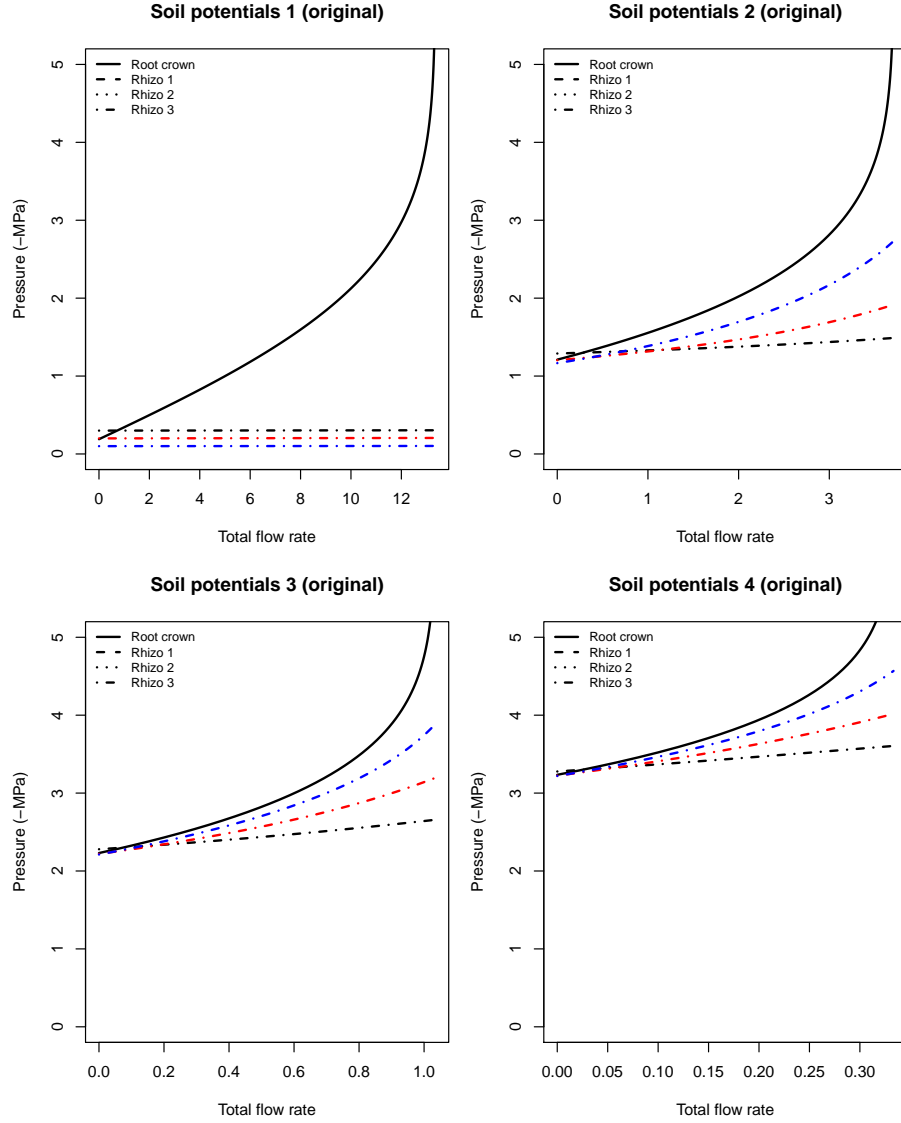 Soil potentials 1 (original)
Root crown
Rhizo 1
Rhizo 2
Rhizo 3
Pressure (−MPa)
5
4
3
2
1
0
0 2 4 6 8 10 12
Total flow rate
Soil potentials 2 (original)
Root crown
Rhizo 1
Rhizo 2
Rhizo 3
Pressure (−MPa)
5
4
3
2
1
0
0 1 2 3
Total flow rate
Soil potentials 3 (original)
Root crown
Rhizo 1
Rhizo 2
Rhizo 3
Pressure (−MPa)
5
4
3
2
1
0
0.0 0.2 0.4 0.6 0.8 1.0
Total flow rate
Soil potentials 4 (original)
Root crown
Rhizo 1
Rhizo 2
Rhizo 3
Pressure (−MPa)
5
4
3
2
1
0
0.00 0.05 0.10 0.15 0.20 0.25 0.30
Total flow rate